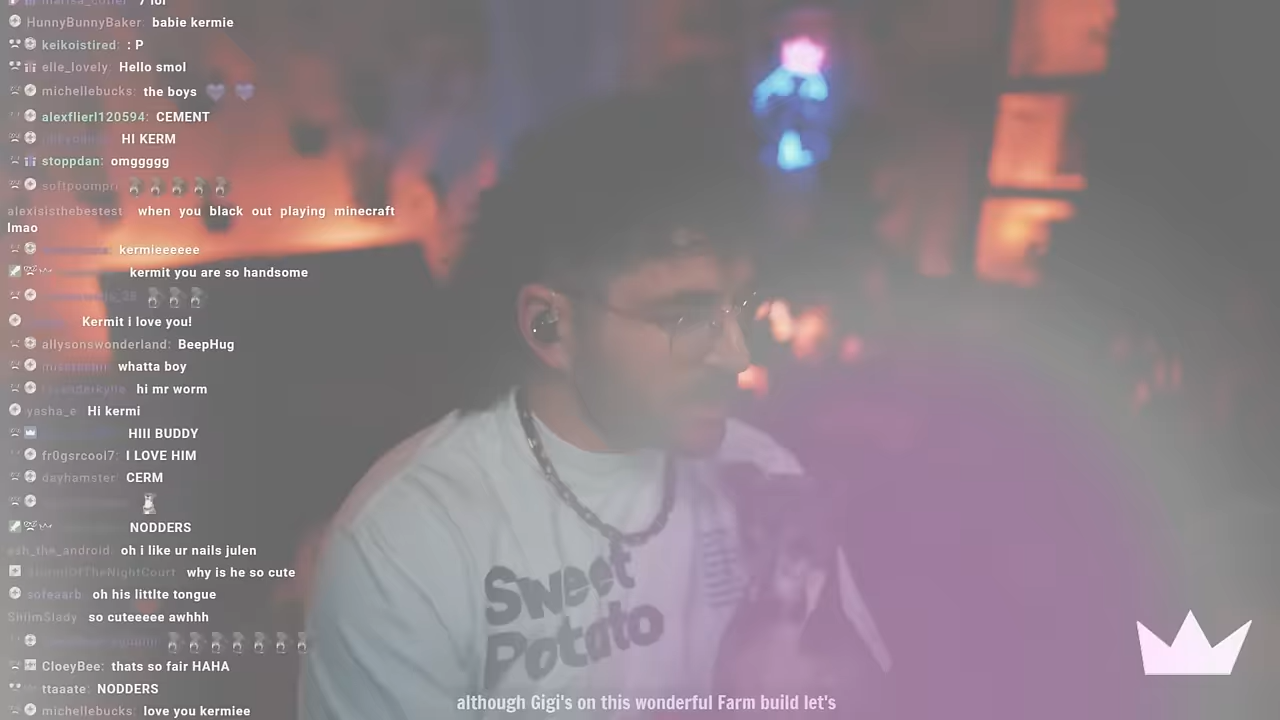 HunnyBunnyBaker: babie kermie
keikoistired: : P
elle_lovely: Hello smol
michellebucks: the boys
alexflierl120594: CEMENT
HI KERM
stoppdan: omggggg
softpoompri
alexisisthebestest when you black out playing minecraft
lmao
kermieeeeee
kermit you are so handsome
Kermit i love you!
allysonswonderland: BeepHug
whatta boy
hi mr worm
yasha_e Hi kermi
HIII BUDDY
fr0gsrcool7: I LOVE HIM
dayhamster: CERM
NODDERS
ash_the_android: oh i like ur nails julen
why is he so cute
sofeaarb: oh his littlte tongue
ShiimSlady so cuteeeee awhhh
CloeyBee: thats so fair HAHA
ttaaate: NODDERS
michellebucks: love you kermiee
Sweet
Potato
although Gigi's on this wonderful Farm build let's